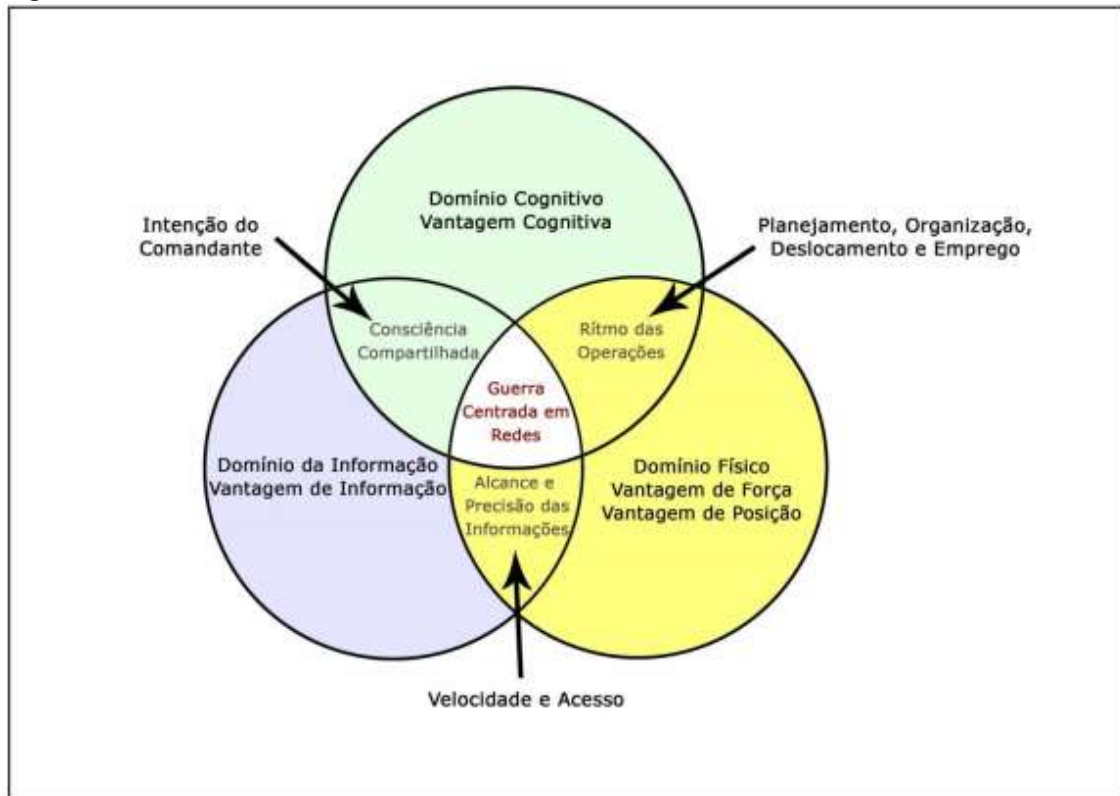 Domínio Cognitivo
Vantagem Cognitiva
Intenção do
Comandante
Planejamento, Organização,
Deslocamento e Emprego
Consciência
Compartilhada
Rítmo das
Operações
Guerra
Centrada em
Redes
Domínio da Informação
Vantagem de Informação
Domínio Físico
Vantagem de Força
Vantagem de Posição
Alcance e
Precisão das
Informações
Velocidade e Acesso